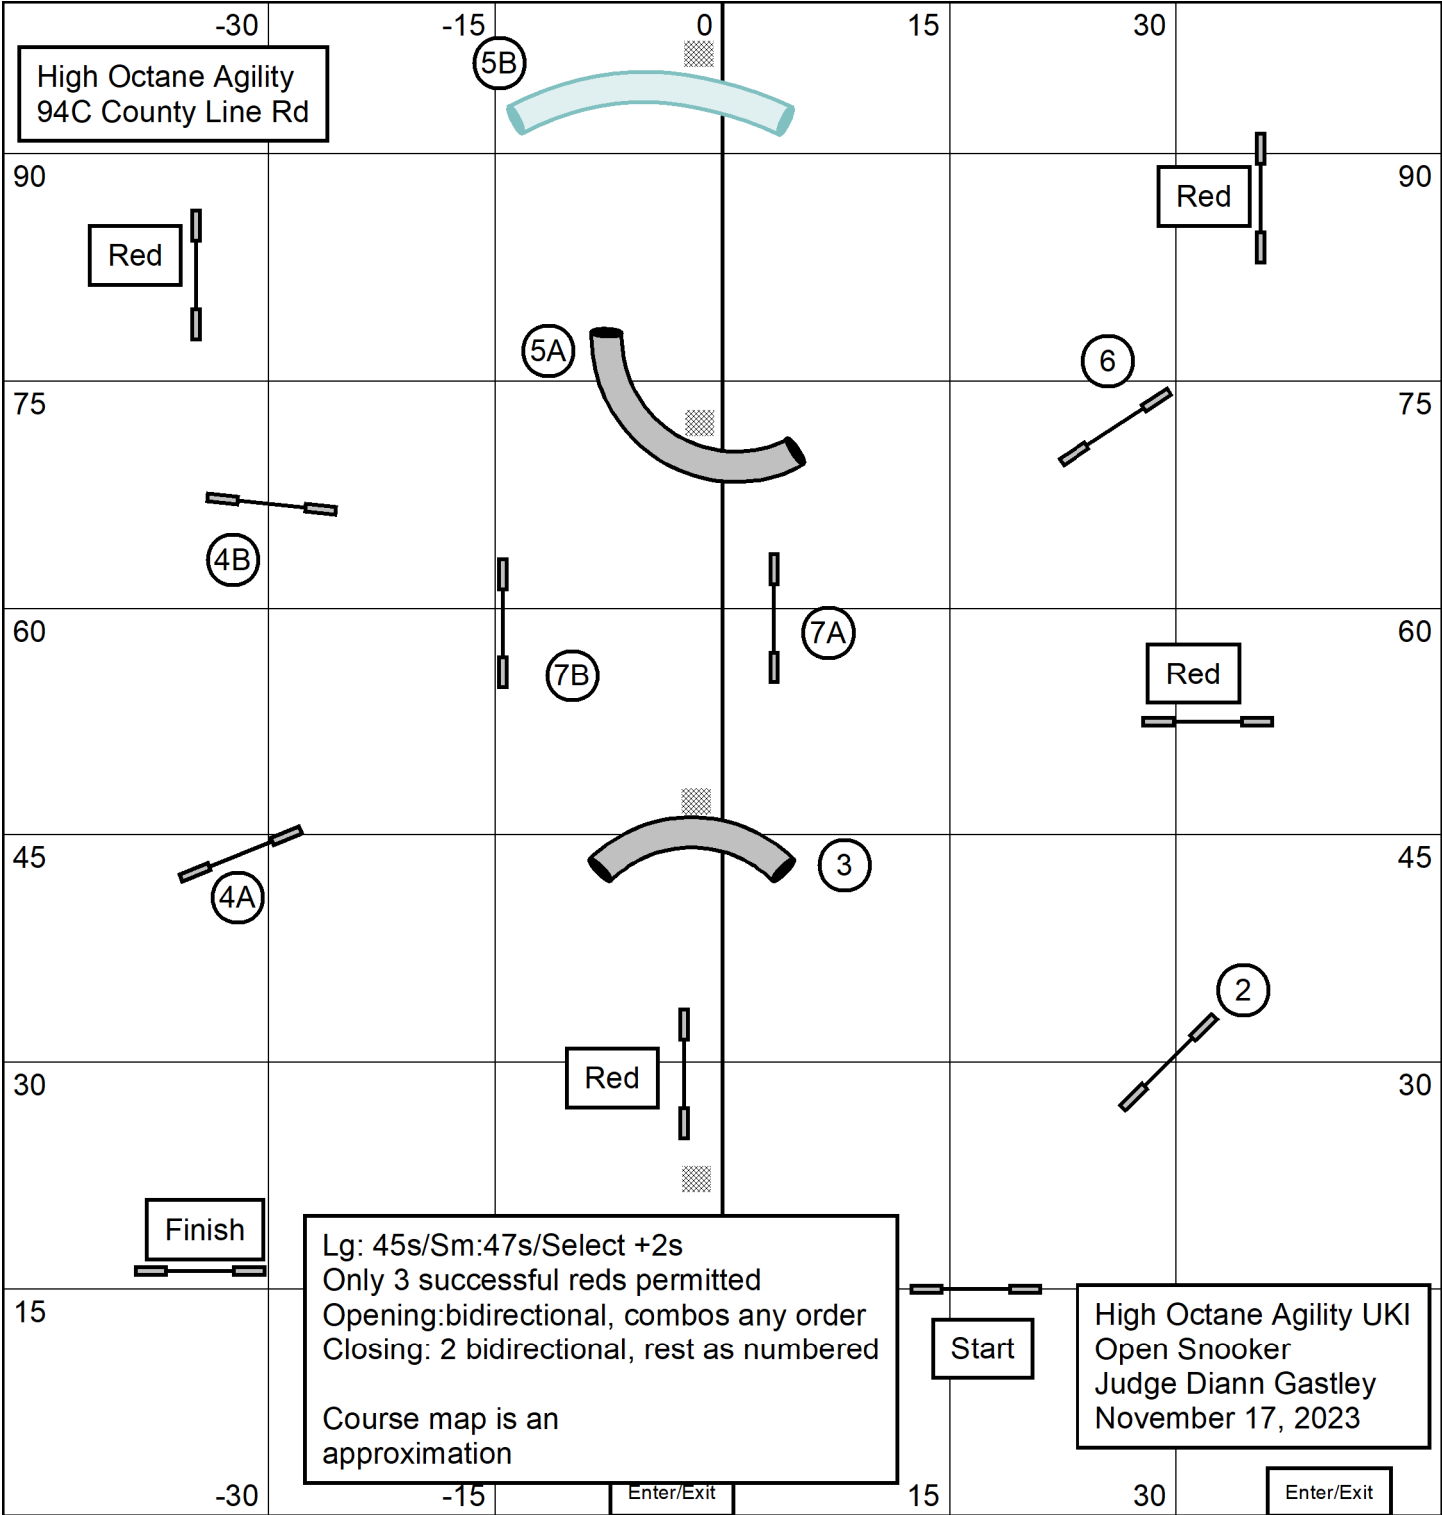 -30
-15
0
15
30
High Octane Agility
94C County Line Rd
5B
90
90
Red
Red
5A
6
75
75
4B
7A
7B
60
60
Red
4A
3
45
45
2
Red
30
30
Finish
Lg: 45s/Sm:47s/Select +2s
Only 3 successful reds permitted
Opening:bidirectional, combos any order
Closing: 2 bidirectional, rest as numbered
Course map is an
approximation
15
Start
High Octane Agility UKI
Open Snooker
Judge Diann Gastley
November 17, 2023
-30
-15
Enter/Exit
15
30
Enter/Exit